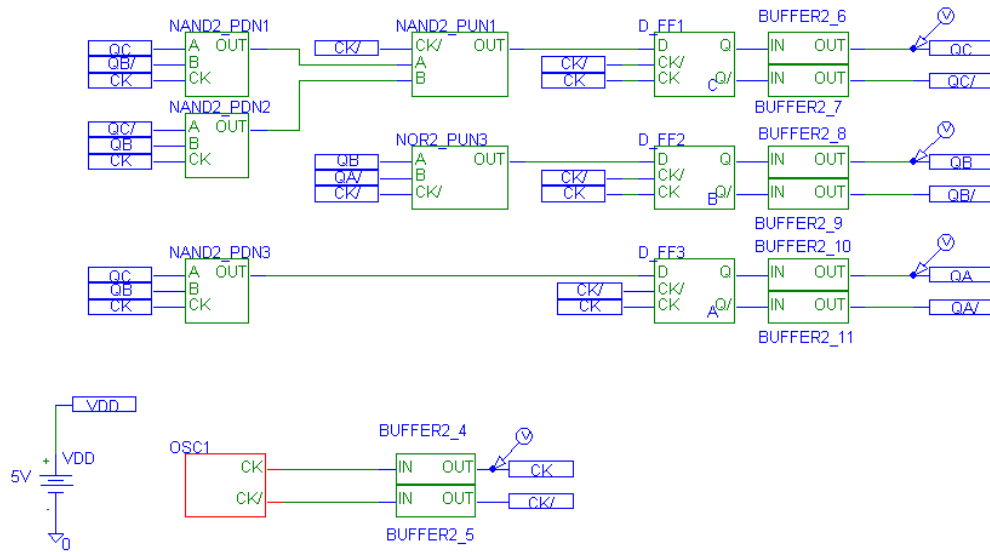 BUFFER2_6
NAND2_PDN1 NAND2_PUN1 D_FF1
QC A OUT CK/ CK/ OUT D Q IN OUT QC
QB/ B A CK/ CK/
CK CK B CK CK C Q/ IN OUT QC/
NAND2_PDN2 BUFFER2_7
QC/ A OUT BUFFER2_8
QB B NOR2_PUN3 D_FF2
CK CK QB A OUT D Q IN OUT QB
QA/ B CK/ CK/
CK/ CK/ CK CK B Q/ IN OUT QB/
BUFFER2_9
NAND2_PDN3 D_FF3 BUFFER2_10
QC A OUT D Q IN OUT QA
QB B CK/ CK/
CK CK CK CK A Q/ IN OUT QA/
BUFFER2_11
VDD
BUFFER2_4
OSC1 V
+ VDD CK IN OUT CK
5V
CK/ IN OUT CK/
-
0 BUFFER2_5
V
V
V